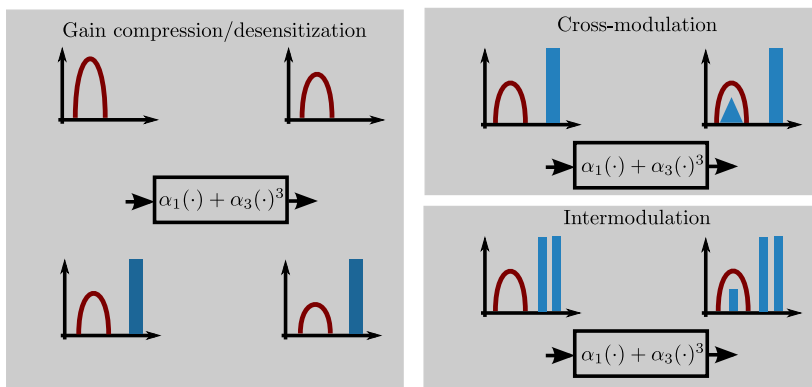 Gain compression/desensitization
α₁(·) + α₃(·)³
Cross-modulation
α₁(·) + α₃(·)³
Intermodulation
α₁(·) + α₃(·)³